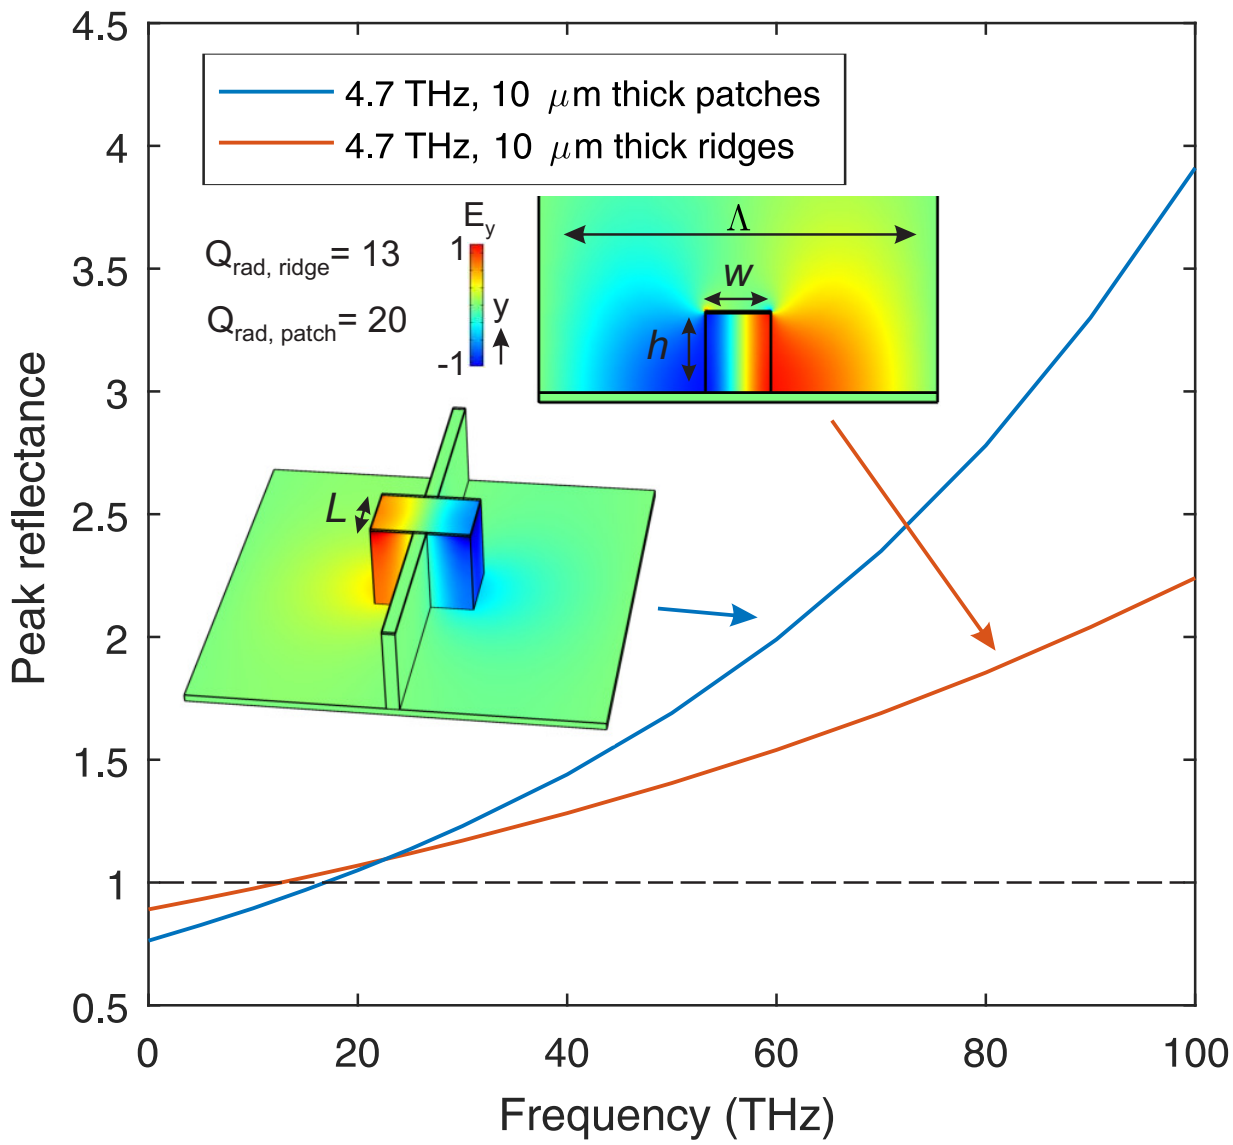 4.5
4
3.5
3
2.5
2
1.5
1
0.5
Peak reflectance
4.7 THz, 10 μm thick patches
4.7 THz, 10 μm thick ridges
Q_rad, ridge = 13
Q_rad, patch = 20
E_y
1
-1
y
Λ
w
h
L
0
20
40
60
80
100
Frequency (THz)